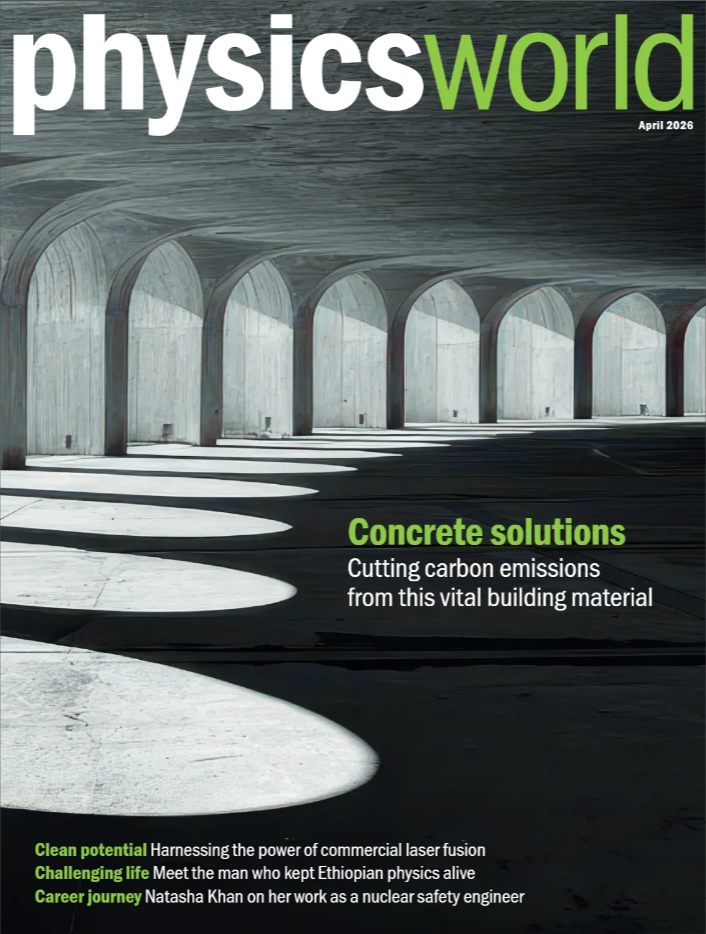 physicsworld
April 2026
Concrete solutions
Cutting carbon emissions
from this vital building material
Clean potential Harnessing the power of commercial laser fusion
Challenging life Meet the man who kept Ethiopian physics alive
Career journey Natasha Khan on her work as a nuclear safety engineer